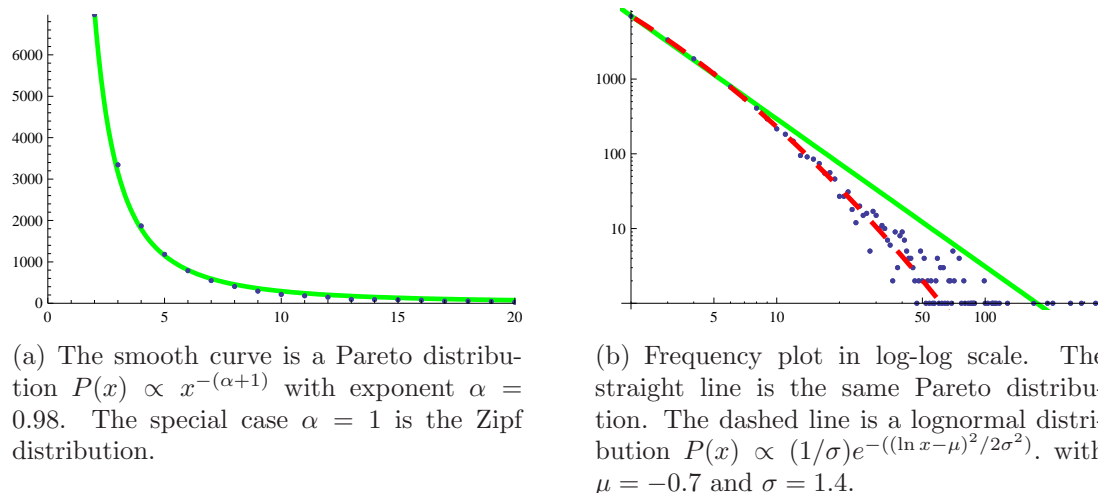 6000
5000
4000
3000
2000
1000
0
0 5 10 15 20
1000
100
10
5 10 50 100
(a) The smooth curve is a Pareto distribu-
tion P(x) ∝ x^{-(α+1)} with exponent α =
0.98. The special case α = 1 is the Zipf
distribution.
(b) Frequency plot in log-log scale. The
straight line is the same Pareto distribu-
tion. The dashed line is a lognormal distri-
bution P(x) ∝ (1/σ)e^{-((ln x-μ)^2/2σ^2)}. with
μ = −0.7 and σ = 1.4.